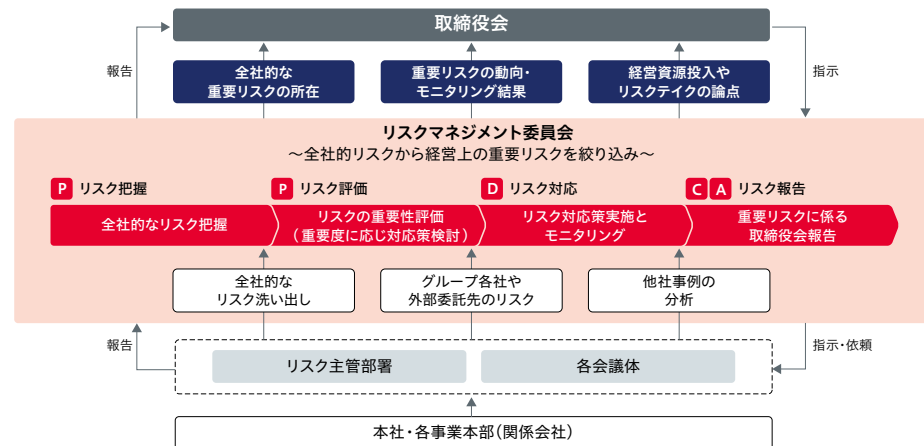 取締役会
報告
全社的な
重要リスクの所在
重要リスクの動向・
モニタリング結果
経営資源投入や
リスクテイクの論点
指示
リスクマネジメント委員会
～全社的リスクから経営上の重要リスクを絞り込み～
P リスク把握
P リスク評価
D リスク対応
C A リスク報告
全社的なリスク把握
リスクの重要性評価
（重要度に応じ対応策検討）
リスク対応策実施と
モニタリング
重要リスクに係る
取締役会報告
全社的な
リスク洗い出し
グループ各社や
外部委託先のリスク
他社事例の
分析
報告
指示・依頼
リスク主管部署
各会議体
本社・各事業本部（関係会社）